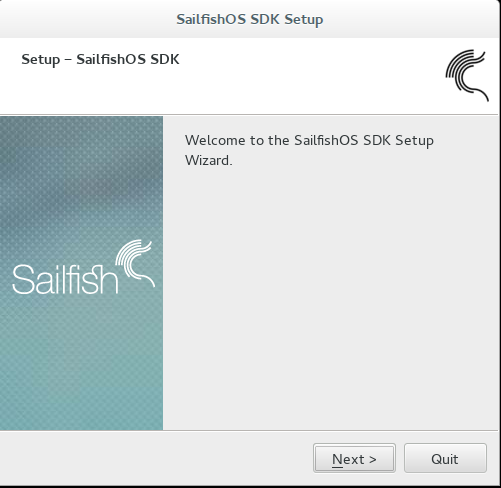 SailfishOS SDK Setup
Setup – SailfishOS SDK
Welcome to the SailfishOS SDK Setup
Wizard.
Sailfish
Next >
Quit